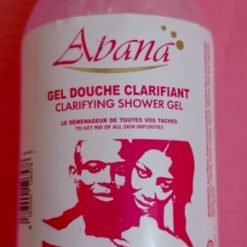 Abana
GEL DOUCHE CLARIFIANT
CLARIFYING SHOWER GEL
LE DÉMÉNAGEUR DE TOUTES VOS TACHES
TO GET RID OF ALL SKIN IMPURITIES